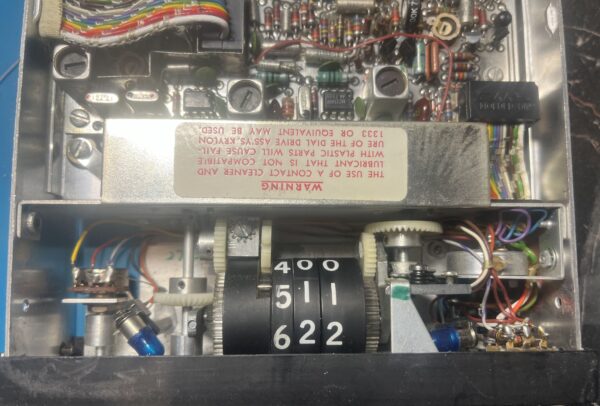 WARNING
THE USE OF A CONTACT CLEANER AND
LUBRICANT THAT IS NOT COMPATIBLE
WITH PLASTIC PARTS WILL CAUSE FAIL-
URE OF THE DIAL DRIVE ASS'YS. KRYLON
1333 OR EQUIVALENT MAY BE USED.
4 0 0
5 1 1
6 2 2